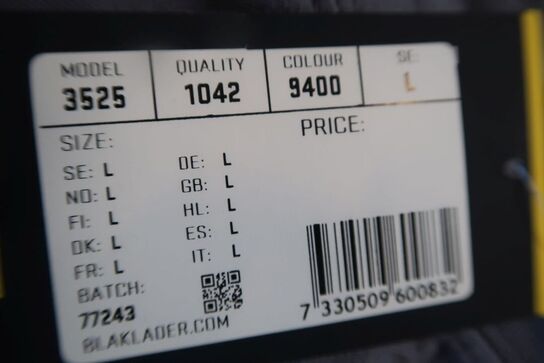 MODEL QUALITY COLOUR SE:
3525 1042 9400 L
SIZE: PRICE:
SE: L DE: L
NO: L GB: L
FI: L HL: L
DK: L ES: L
FR: L IT: L
BATCH:
77243
BLAKLADER.COM
7 330509 600832